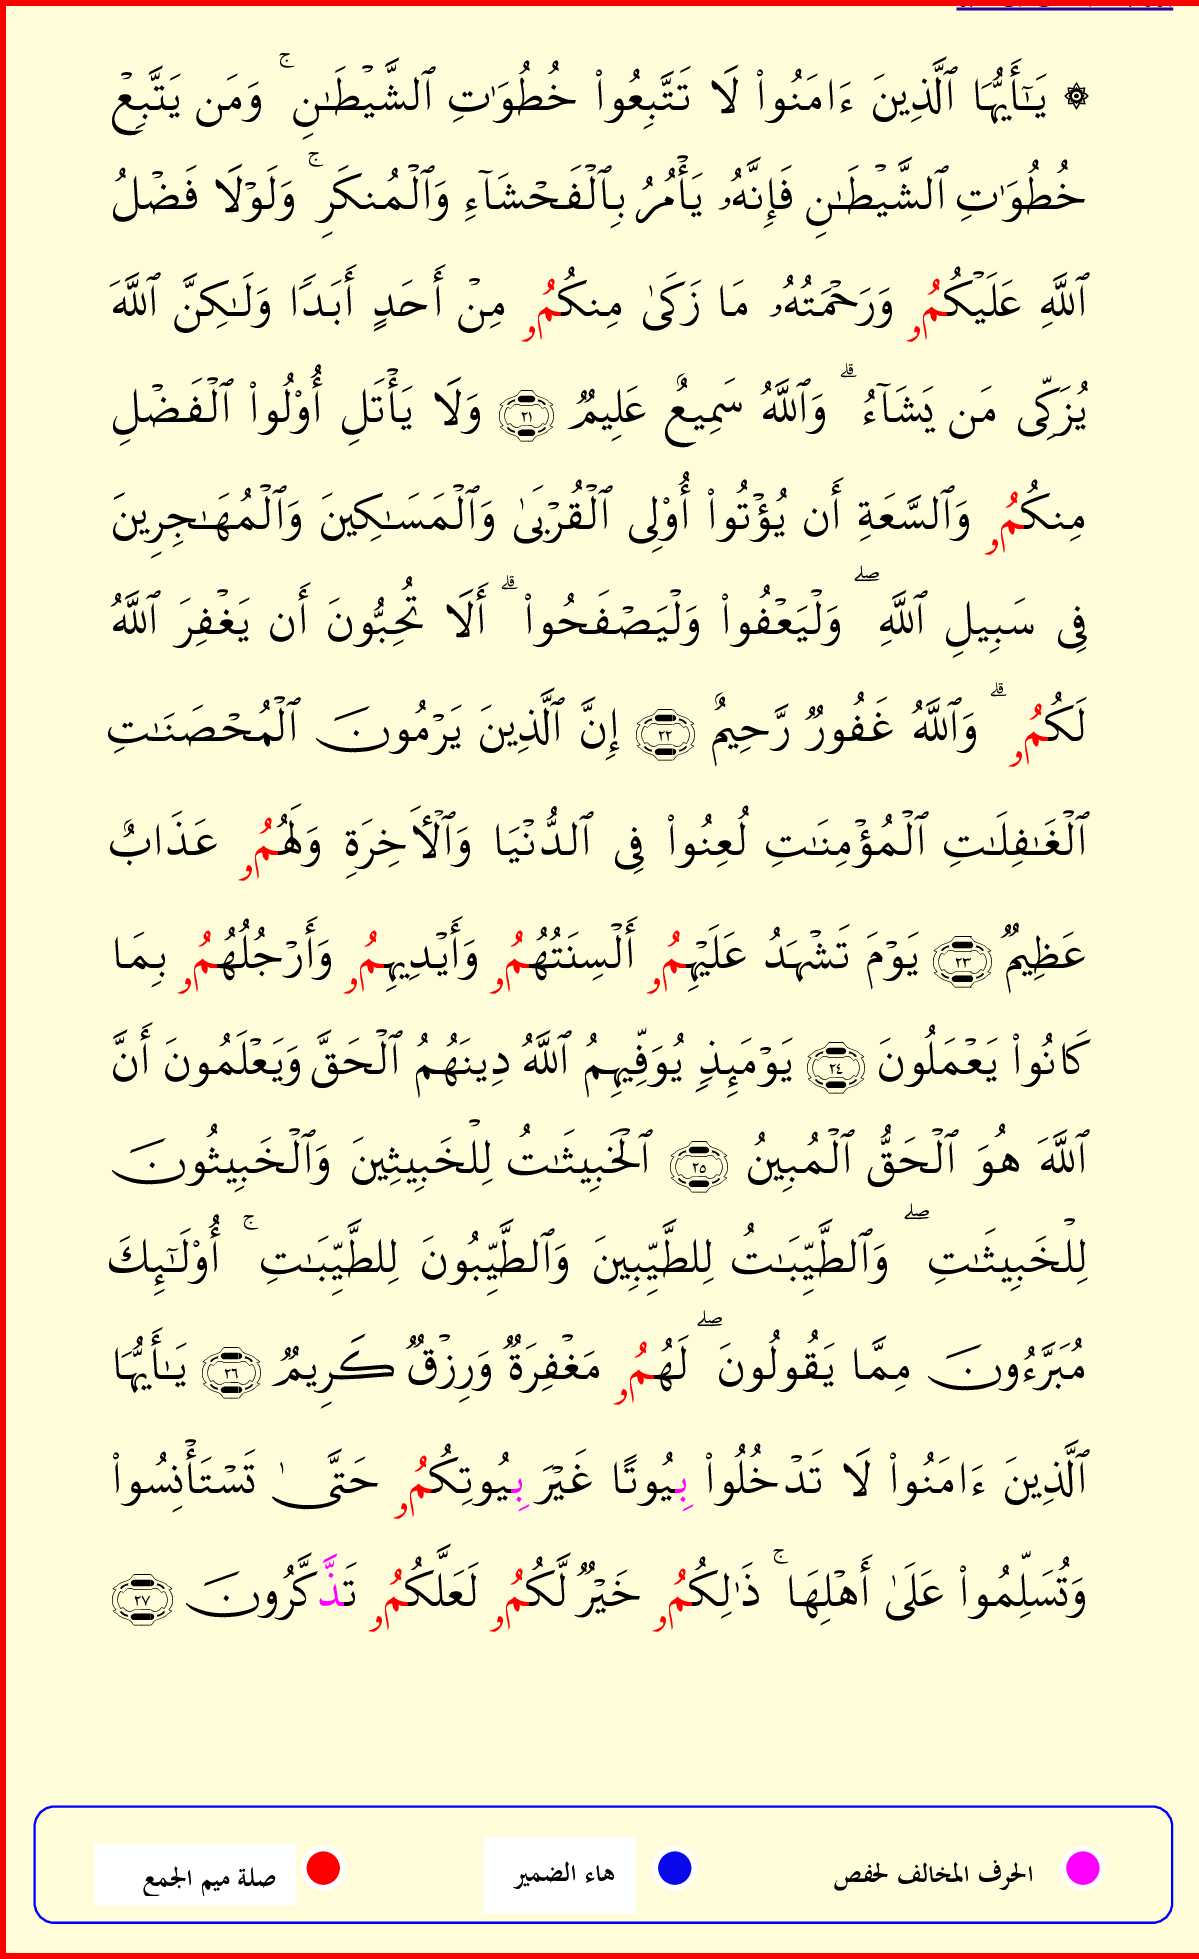 ۞ يَـٰٓأَيُّهَا ٱلَّذِينَ ءَامَنُوا۟ لَا تَتَّبِعُوا۟ خُطُوَٰتِ ٱلشَّيْطَـٰنِ ۚ وَمَن يَتَّبِعْ
خُطُوَٰتِ ٱلشَّيْطَـٰنِ فَإِنَّهُۥ يَأْمُرُ بِٱلْفَحْشَآءِ وَٱلْمُنكَرِ ۚ وَلَوْلَا فَضْلُ
ٱللَّهِ عَلَيْكُمُۥ وَرَحْمَتُهُۥ مَا زَكَىٰ مِنكُمُۥ مِنْ أَحَدٍ أَبَدًا وَلَـٰكِنَّ ٱللَّهَ
يُزَكِّى مَن يَشَآءُ ۗ وَٱللَّهُ سَمِيعٌ عَلِيمٌ ٢١ وَلَا يَأْتَلِ أُو۟لُوا۟ ٱلْفَضْلِ
مِنكُمُۥ وَٱلسَّعَةِ أَن يُؤْتُوا۟ أُو۟لِى ٱلْقُرْبَىٰ وَٱلْمَسَـٰكِينَ وَٱلْمُهَـٰجِرِينَ
فِى سَبِيلِ ٱللَّهِ ۖ وَلْيَعْفُوا۟ وَلْيَصْفَحُوا۟ ۗ أَلَا تُحِبُّونَ أَن يَغْفِرَ ٱللَّهُ
لَكُمُۥ ۗ وَٱللَّهُ غَفُورٌ رَّحِيمٌ ٢٢ إِنَّ ٱلَّذِينَ يَرْمُونَ ٱلْمُحْصَنَـٰتِ
ٱلْغَـٰفِلَـٰتِ ٱلْمُؤْمِنَـٰتِ لُعِنُوا۟ فِى ٱلدُّنْيَا وَٱلْـَٔاخِرَةِ وَلَهُمُۥ عَذَابٌ
عَظِيمٌ ٢٣ يَوْمَ تَشْهَدُ عَلَيْهِمُۥ أَلْسِنَتُهُمُۥ وَأَيْدِيهِمُۥ وَأَرْجُلُهُمُۥ بِمَا
كَانُوا۟ يَعْمَلُونَ ٢٤ يَوْمَئِذٍ يُوَفِّيهِمُ ٱللَّهُ دِينَهُمُ ٱلْحَقَّ وَيَعْلَمُونَ أَنَّ
ٱللَّهَ هُوَ ٱلْحَقُّ ٱلْمُبِينُ ٢٥ ٱلْخَبِيثَـٰتُ لِلْخَبِيثِينَ وَٱلْخَبِيثُونَ
لِلْخَبِيثَـٰتِ ۖ وَٱلطَّيِّبَـٰتُ لِلطَّيِّبِينَ وَٱلطَّيِّبُونَ لِلطَّيِّبَـٰتِ ۚ أُو۟لَـٰٓئِكَ
مُبَرَّءُونَ مِمَّا يَقُولُونَ ۖ لَهُمُۥ مَغْفِرَةٌ وَرِزْقٌ كَرِيمٌ ٢٦ يَـٰأَيُّهَا
ٱلَّذِينَ ءَامَنُوا۟ لَا تَدْخُلُوا۟ بِيُوتًا غَيْرَ بِيُوتِكُمُۥ حَتَّىٰ تَسْتَأْنِسُوا۟
وَتُسَلِّمُوا۟ عَلَىٰ أَهْلِهَا ۚ ذَٰلِكُمُۥ خَيْرٌ لَّكُمُۥ لَعَلَّكُمُۥ تَذَّكَّرُونَ ٢٧
الحرف المخالف لحفص هاء الضمير صلة ميم الجمع